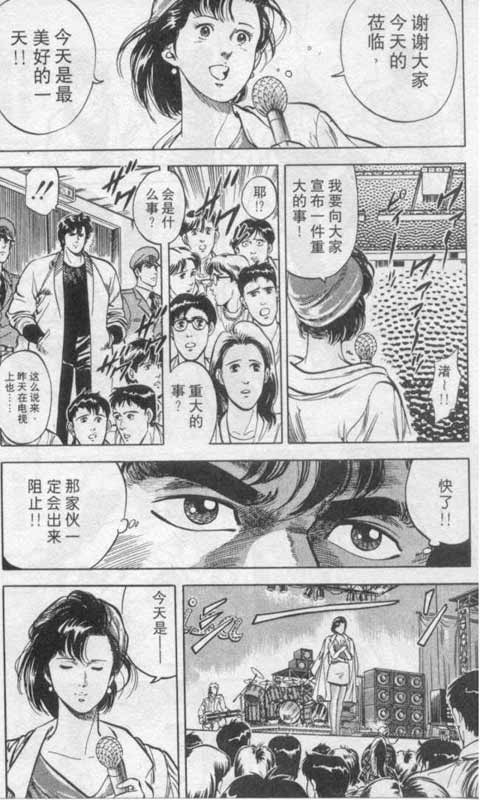 谢谢大家
今天的
莅临，
今天是最
美好的一
天!!
我要向大家
宣布一件重
大的事！
渚～!!
耶!?
重大的
事？
会是什
么事？
!!
这么说来，
昨天在电视
上也……
快了!!
那家伙一
定会出来
阻止!!
今天是——